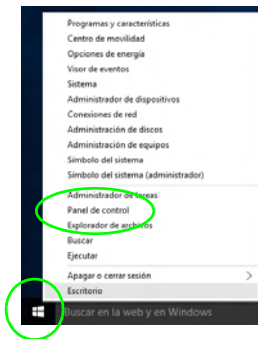 Programas y características
Centro de movilidad
Opciones de energía
Visor de eventos
Sistema
Administrador de dispositivos
Conexiones de red
Administración de discos
Administración de equipos
Símbolo del sistema
Símbolo del sistema (administrador)
Administrador de tareas
Panel de control
Explorador de archivos
Buscar
Ejecutar
Apagar o cerrar sesión
Escritorio
Buscar en la web y en Windows